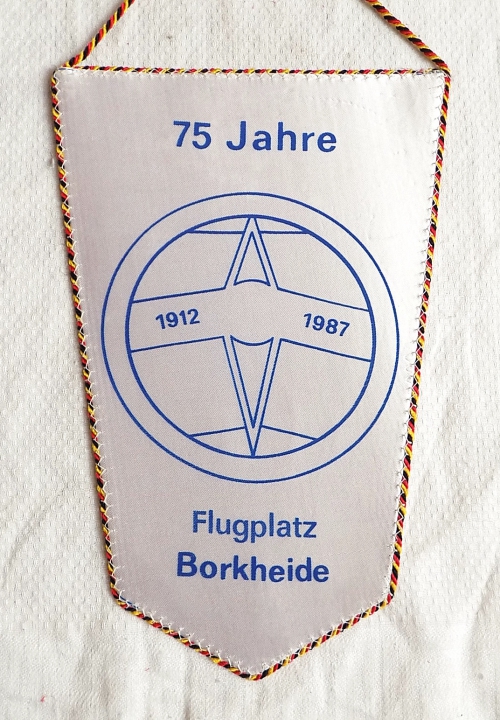 75 Jahre
1912 1987
Flugplatz
Borkheide